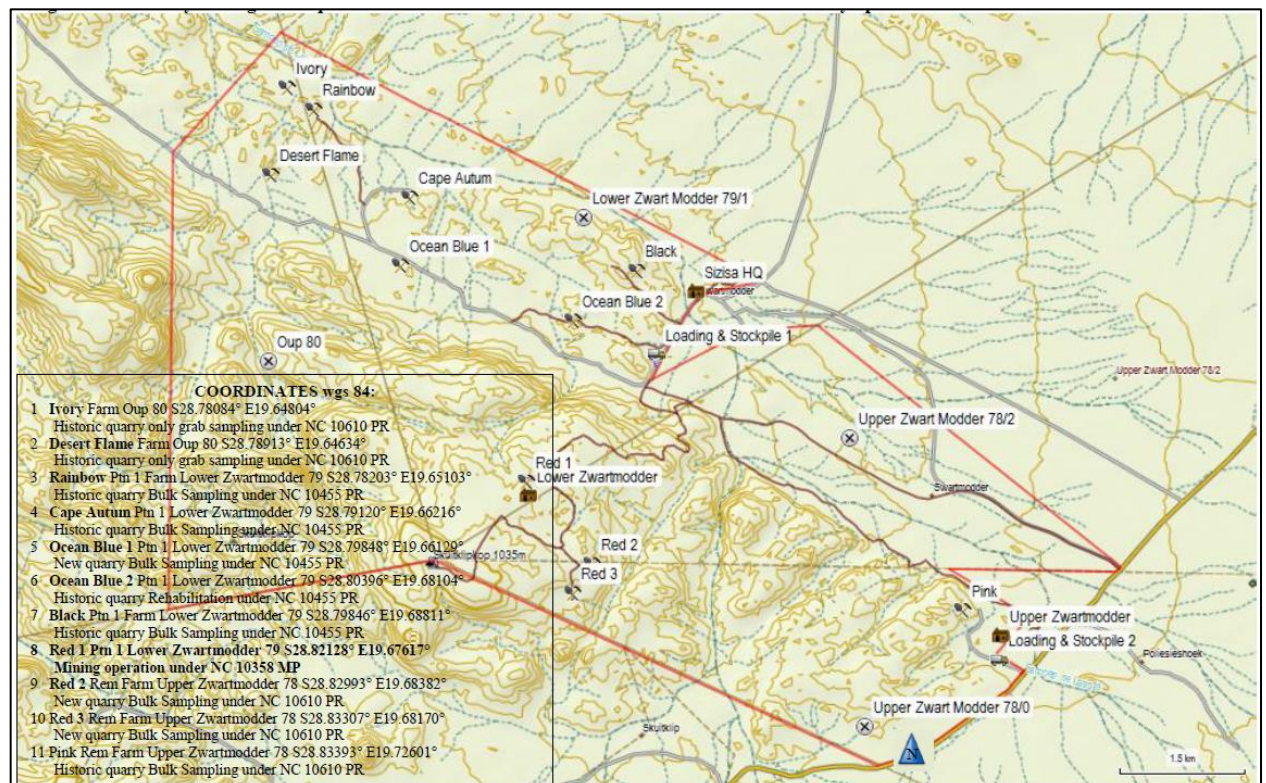 Ivory
Rainbow
Desert Flame
Cape Autum
Lower Zwart Modder 79/1
Ocean Blue 1
Black
Sizisa HQ
wartmodder
Ocean Blue 2
Loading & Stockpile 1
Oup 80
Upper Zwart Modder 78/2
Upper Zwart Modder 78/2
Red 1
Lower Zwartmodder
Swartmodder
Skuitklipkop 1035m
Red 2
Red 3
Pink
Upper Zwartmodder
Loading & Stockpile 2
Poliesieshoek
Upper Zwart Modder 78/0
Skuitklip
N
1.5 km
COORDINATES wgs 84:
1 Ivory Farm Oup 80 S28.78084° E19.64804°
Historic quarry only grab sampling under NC 10610 PR
2 Desert Flame Farm Oup 80 S28.78913° E19.64634°
Historic quarry only grab sampling under NC 10610 PR
3 Rainbow Ptn 1 Farm Lower Zwartmodder 79 S28.78203° E19.65103°
Historic quarry Bulk Sampling under NC 10455 PR
4 Cape Autum Ptn 1 Lower Zwartmodder 79 S28.79120° E19.66216°
Historic quarry Bulk Sampling under NC 10455 PR
5 Ocean Blue 1 Ptn 1 Lower Zwartmodder 79 S28.79848° E19.66129°
New quarry Bulk Sampling under NC 10455 PR
6 Ocean Blue 2 Ptn 1 Lower Zwartmodder 79 S28.80396° E19.68104°
Historic quarry Rehabilitation under NC 10455 PR
7 Black Ptn 1 Farm Lower Zwartmodder 79 S28.79846° E19.68811°
Historic quarry Bulk Sampling under NC 10455 PR
8 Red 1 Ptn 1 Lower Zwartmodder 79 S28.82128° E19.67617°
Mining operation under NC 10358 MP
9 Red 2 Rem Farm Upper Zwartmodder 78 S28.82993° E19.68382°
New quarry Bulk Sampling under NC 10610 PR
10 Red 3 Rem Farm Upper Zwartmodder 78 S28.83307° E19.68170°
New quarry Bulk Sampling under NC 10610 PR
11 Pink Rem Farm Upper Zwartmodder 78 S28.83393° E19.72601°
Historic quarry Bulk Sampling under NC 10610 PR